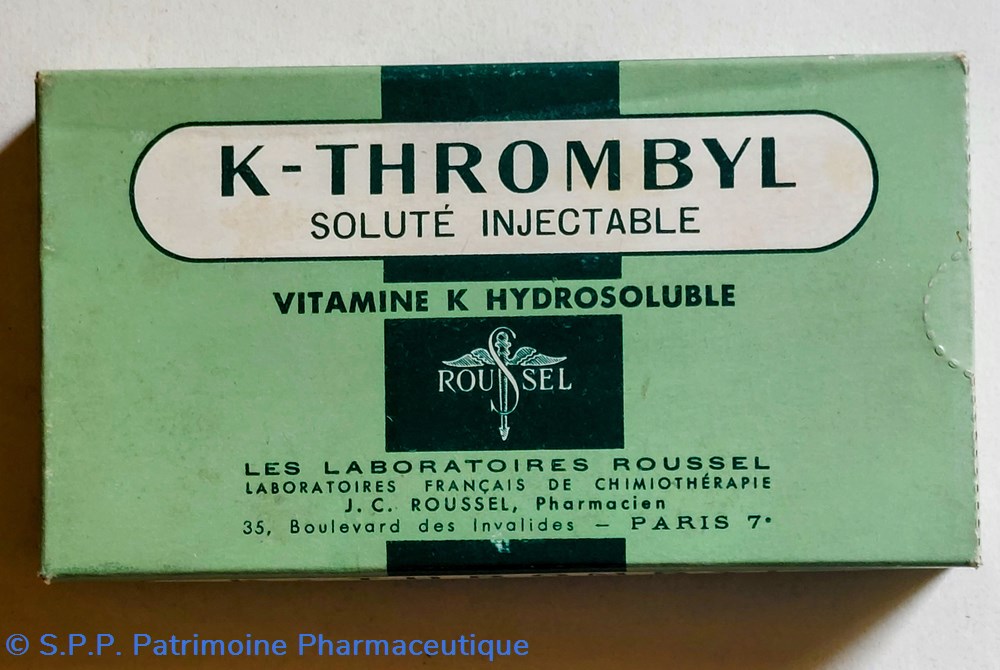 K-THROMBYL
SOLUTÉ INJECTABLE
VITAMINE K HYDROSOLUBLE
ROUSSEL
LES LABORATOIRES ROUSSEL
LABORATOIRES FRANÇAIS DE CHIMIOTHÉRAPIE
J. C. ROUSSEL, Pharmacien
35, Boulevard des Invalides — PARIS 7ᵉ
© S.P.P. Patrimoine Pharmaceutique